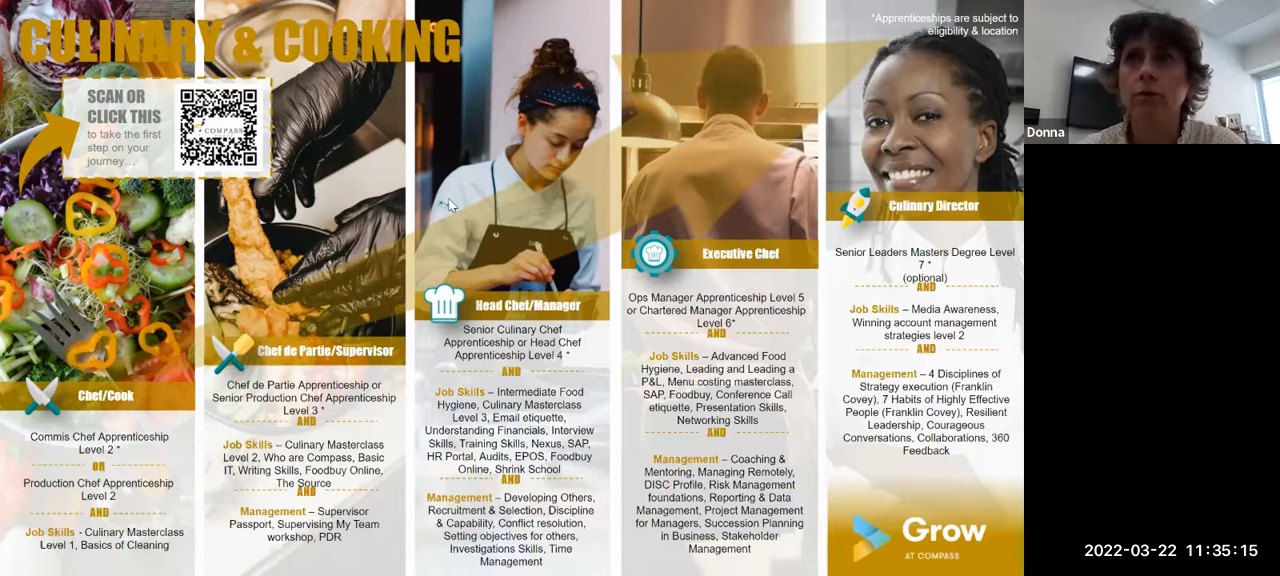 CULINARY & COOKING
SCAN OR
CLICK THIS
to take the first
step on your
journey…
COMPASS
*Apprenticeships are subject to
eligibility & location
Donna
Chef/Cook
Commis Chef Apprenticeship
Level 2 *
OR
Production Chef Apprenticeship
Level 2
AND
Job Skills - Culinary Masterclass
Level 1, Basics of Cleaning
Chef de Partie/Supervisor
Chef de Partie Apprenticeship or
Senior Production Chef Apprenticeship
Level 3 *
AND
Job Skills – Culinary Masterclass
Level 2, Who are Compass, Basic
IT, Writing Skills, Foodbuy Online,
The Source
AND
Management – Supervisor
Passport, Supervising My Team
workshop, PDR
Head Chef/Manager
Senior Culinary Chef
Apprenticeship or Head Chef
Apprenticeship Level 4 *
AND
Job Skills – Intermediate Food
Hygiene, Culinary Masterclass
Level 3, Email etiquette,
Understanding Financials, Interview
Skills, Training Skills, Nexus, SAP,
HR Portal, Audits, EPOS, Foodbuy
Online, Shrink School
AND
Management – Developing Others,
Recruitment & Selection, Discipline
& Capability, Conflict resolution,
Setting objectives for others,
Investigations Skills, Time
Management
Executive Chef
Ops Manager Apprenticeship Level 5
or Chartered Manager Apprenticeship
Level 6*
AND
Job Skills – Advanced Food
Hygiene, Leading and Leading a
P&L, Menu costing masterclass,
SAP, Foodbuy, Conference Call
etiquette, Presentation Skills,
Networking Skills
AND
Management – Coaching &
Mentoring, Managing Remotely,
DISC Profile, Risk Management
foundations, Reporting & Data
Management, Project Management
for Managers, Succession Planning
in Business, Stakeholder
Management
Culinary Director
Senior Leaders Masters Degree Level
7 *
(optional)
AND
Job Skills – Media Awareness,
Winning account management
strategies level 2
AND
Management – 4 Disciplines of
Strategy execution (Franklin
Covey), 7 Habits of Highly Effective
People (Franklin Covey), Resilient
Leadership, Courageous
Conversations, Collaborations, 360
Feedback
Grow
AT COMPASS
2022-03-22 11:35:15